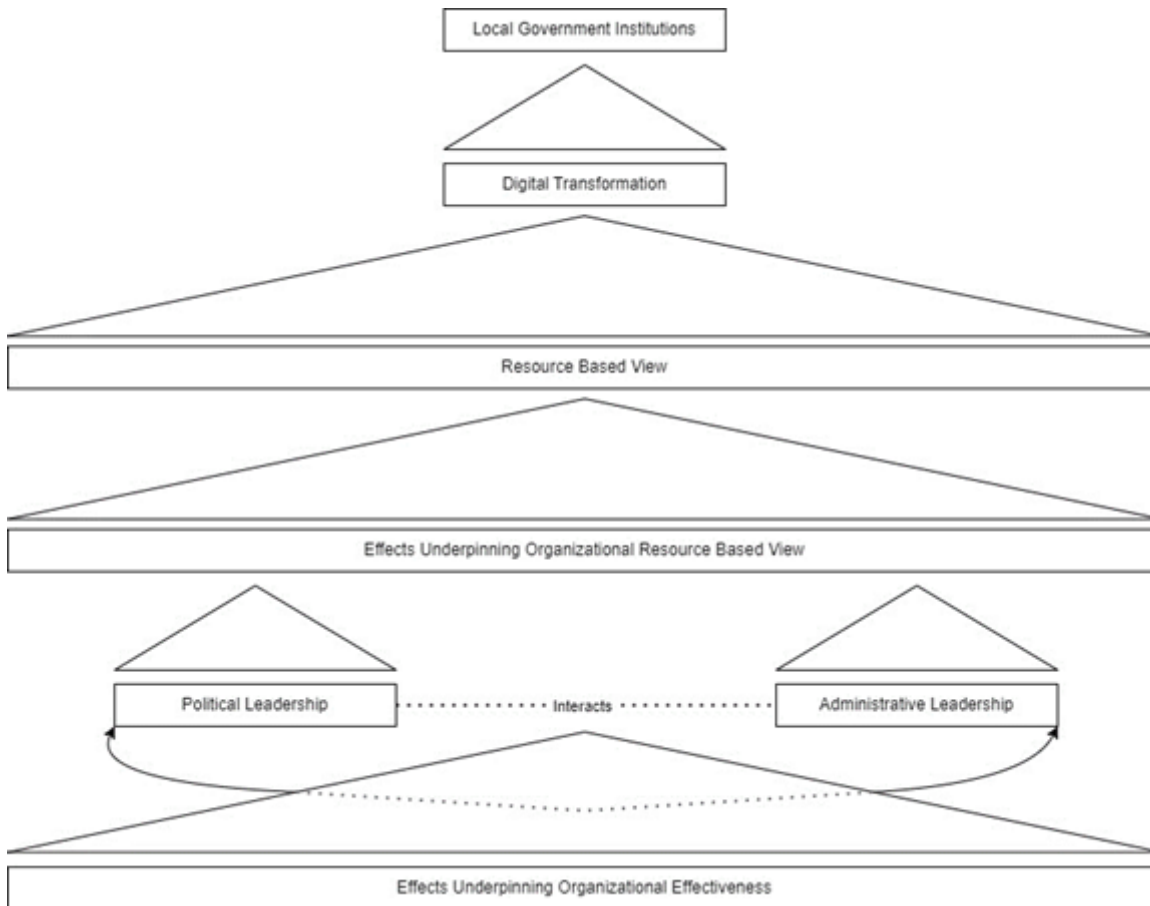 Local Government Institutions
Digital Transformation
Resource Based View
Effects Underpinning Organizational Resource Based View
Political Leadership
Interacts
Administrative Leadership
Effects Underpinning Organizational Effectiveness